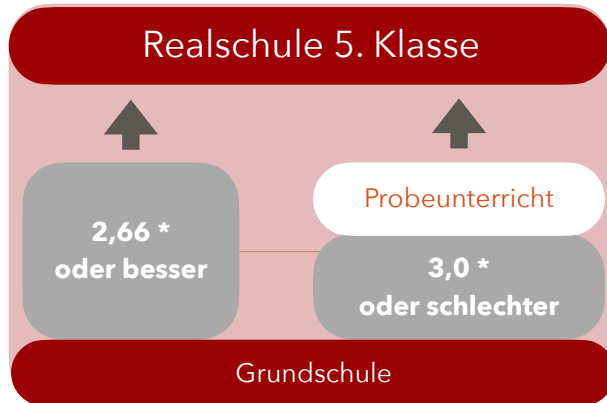 Realschule 5. Klasse
2,66 *
oder besser
Probeunterricht
3,0 *
oder schlechter
Grundschule